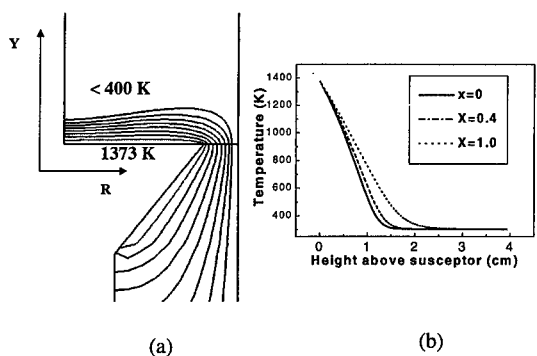 Y
< 400 K
1373 K
R
(a)
Temperature (K)
1400
1200
1000
800
600
400
x=0
x=0.4
x=1.0
0 1 2 3 4
Height above susceptor (cm)
(b)